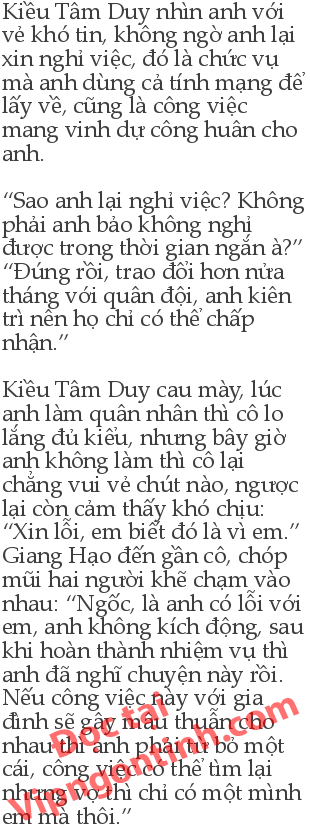 Kiều Tâm Duy nhìn anh với
vẻ khó tin, không ngờ anh lại
xin nghỉ việc, đó là chức vụ
mà anh dùng cả tính mạng để
lấy về, cũng là công việc
mang vinh dự công huân cho
anh.
“Sao anh lại nghỉ việc? Không
phải anh bảo không nghỉ
được trong thời gian ngắn à?”
“Đúng rồi, trao đổi hơn nửa
tháng với quân đội, anh kiên
trì nên họ chỉ có thể chấp
nhận.”
Kiều Tâm Duy cau mày, lúc
anh làm quân nhân thì cô lo
lắng đủ kiểu, nhưng bây giờ
anh không làm thì cô lại
chẳng vui vẻ chút nào, ngược
lại còn cảm thấy khó chịu:
“Xin lỗi, em biết đó là vì em.”
Giang Hạo đến gần cô, chóp
mũi hai người khẽ chạm vào
nhau: “Ngốc, là anh có lỗi với
em, anh không kích động, sau
khi hoàn thành nhiệm vụ thì
anh đã nghĩ chuyện này rồi.
Nếu công việc này với gia
đình sẽ gây mâu thuẫn cho
nhau thì anh phải từ bỏ một
cái, công việc có thể tìm lại
nhưng vợ thì chỉ có một mình
em mà thôi.”
Đọc tại
Vipngontinh.com